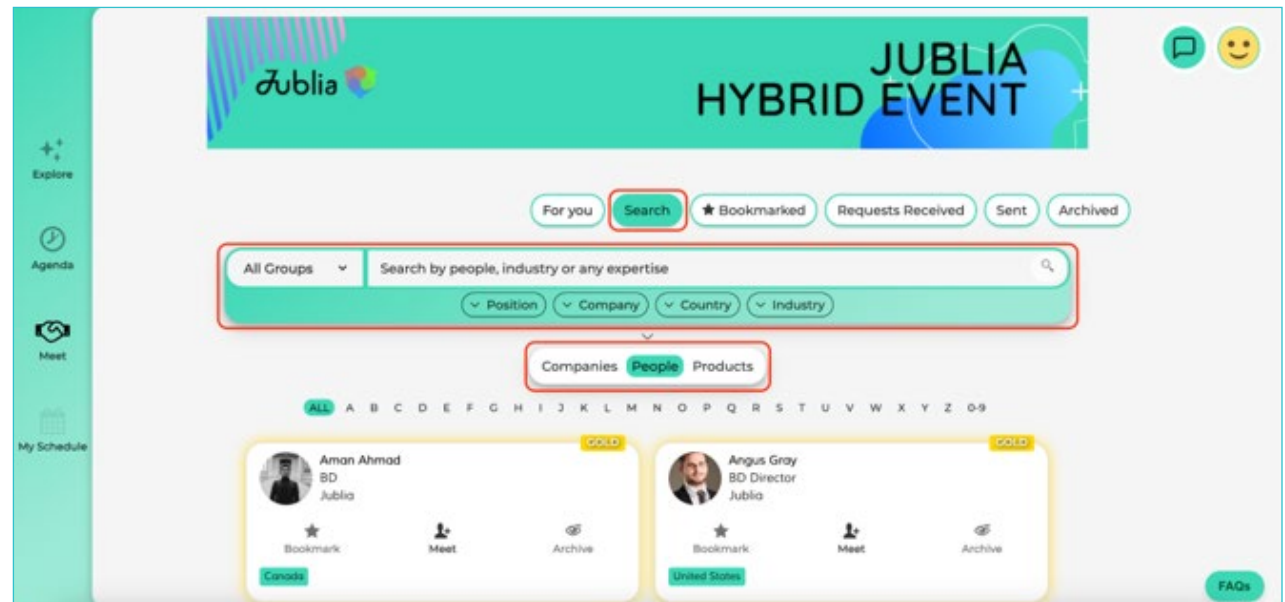 Jublia
JUBLIA
HYBRID EVENT
Explore
Agenda
Meet
My Schedule
For you Search Bookmarked Requests Received Sent Archived
All Groups Search by people, industry or any expertise
Position Company Country Industry
Companies People Products
ALL A B C D E F G H I J K L M N O P Q R S T U V W X Y Z 0-9
GOLD
Aman Ahmad
BD
Jublia
Bookmark Meet Archive
Canada
GOLD
Angus Gray
BD Director
Jublia
Bookmark Meet Archive
United States
FAQs